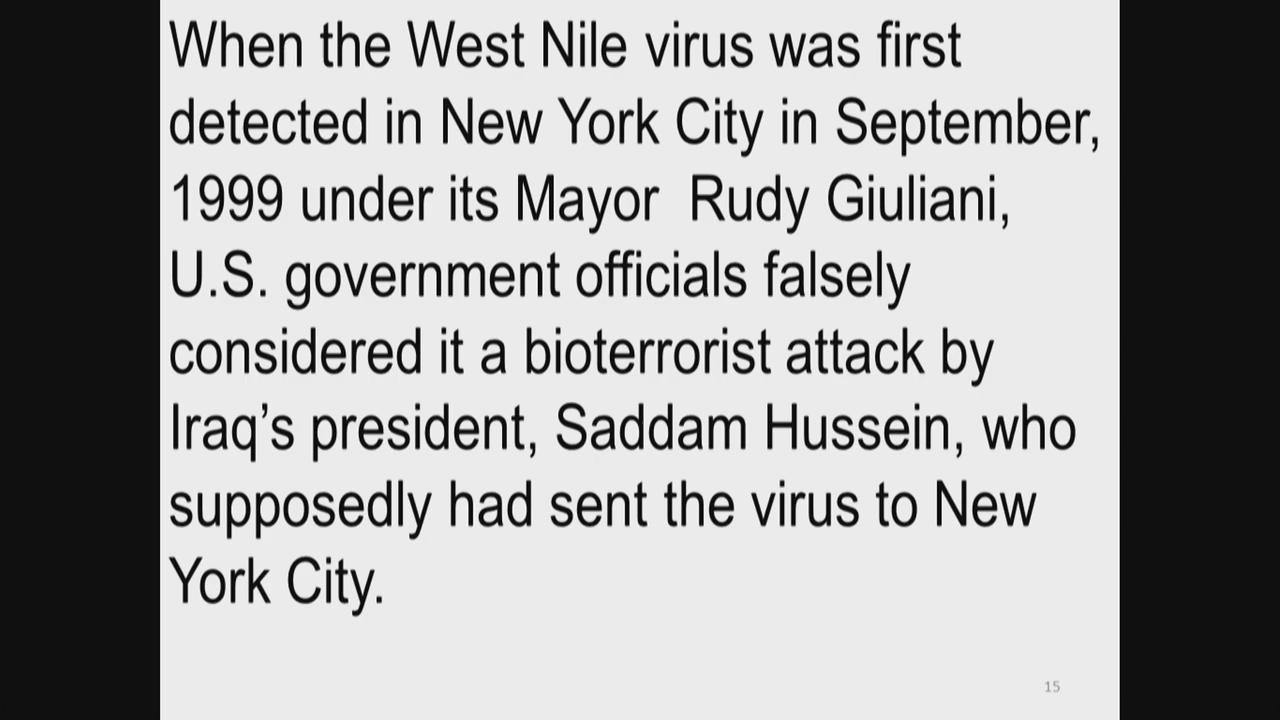 When the West Nile virus was first
detected in New York City in September,
1999 under its Mayor  Rudy Giuliani,
U.S. government officials falsely
considered it a bioterrorist attack by
Iraq’s president, Saddam Hussein, who
supposedly had sent the virus to New
York City.
15